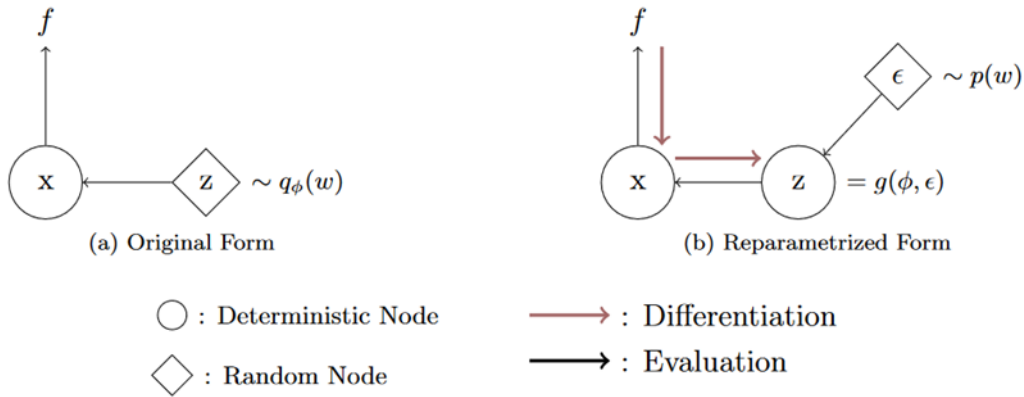 f
x
z
∼ q_ϕ(w)
(a) Original Form
f
ϵ
∼ p(w)
x
z
= g(ϕ, ϵ)
(b) Reparametrized Form
: Deterministic Node
: Random Node
: Differentiation
: Evaluation